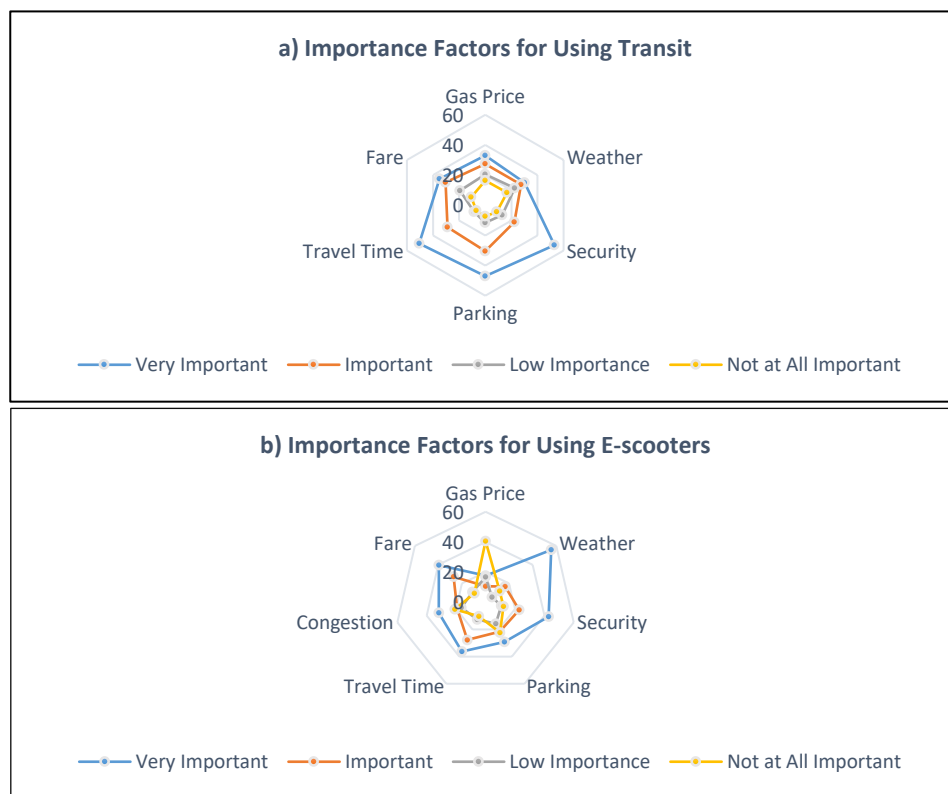 a) Importance Factors for Using Transit
Gas Price
60
Fare
40
Weather
20
0
Travel Time
Security
Parking
Very Important
Important
Low Importance
Not at All Important
b) Importance Factors for Using E-scooters
Gas Price
60
Fare
40
Weather
20
0
Congestion
Security
Travel Time
Parking
Very Important
Important
Low Importance
Not at All Important